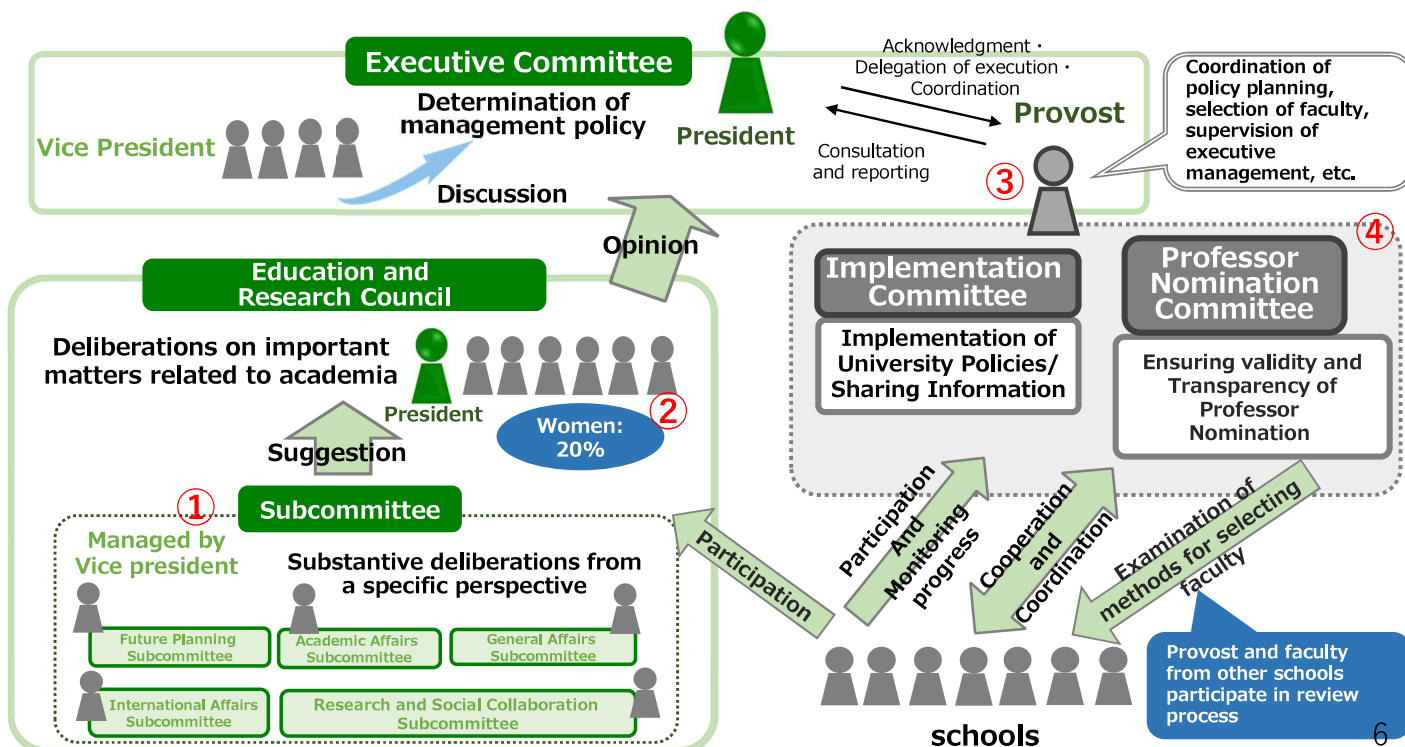 Executive Committee
Determination of
management policy
Vice President
Discussion
President
Acknowledgment・
Delegation of execution・
Coordination
Consultation
and reporting
Provost
③
Coordination of
policy planning,
selection of faculty,
supervision of
executive
management, etc.
Opinion
Education and
Research Council
Deliberations on important
matters related to academia
President
②
Women:
20%
Suggestion
①
Subcommittee
Managed by
Vice president
Substantive deliberations from
a specific perspective
Future Planning
Subcommittee
Academic Affairs
Subcommittee
General Affairs
Subcommittee
International Affairs
Subcommittee
Research and Social Collaboration
Subcommittee
④
Implementation
Committee
Implementation of
University Policies/
Sharing Information
Professor
Nomination
Committee
Ensuring validity and
Transparency of
Professor
Nomination
Participation
Participation
And
Monitoring
progress
Cooperation
and
Coordination
Examination of
methods for selecting
faculty
Provost and faculty
from other schools
participate in review
process
schools
6